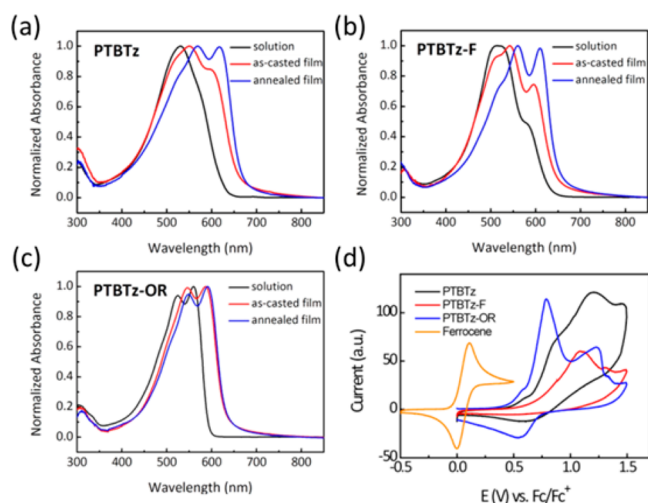 (a)
PTBTz
solution
as-casted film
annealed film
Normalized Absorbance
1.0
0.8
0.6
0.4
0.2
0.0
300 400 500 600 700 800
Wavelength (nm)
(b)
PTBTz-F
solution
as-casted film
annealed film
Normalized Absorbance
1.0
0.8
0.6
0.4
0.2
0.0
300 400 500 600 700 800
Wavelength (nm)
(c)
PTBTz-OR
solution
as-casted film
annealed film
Normalized Absorbance
1.0
0.8
0.6
0.4
0.2
0.0
300 400 500 600 700 800
Wavelength (nm)
(d)
PTBTz
PTBTz-F
PTBTz-OR
Ferrocene
Current (a.u.)
100
50
0
-50
-0.5 0.0 0.5 1.0 1.5
E (V) vs. Fc/Fc⁺